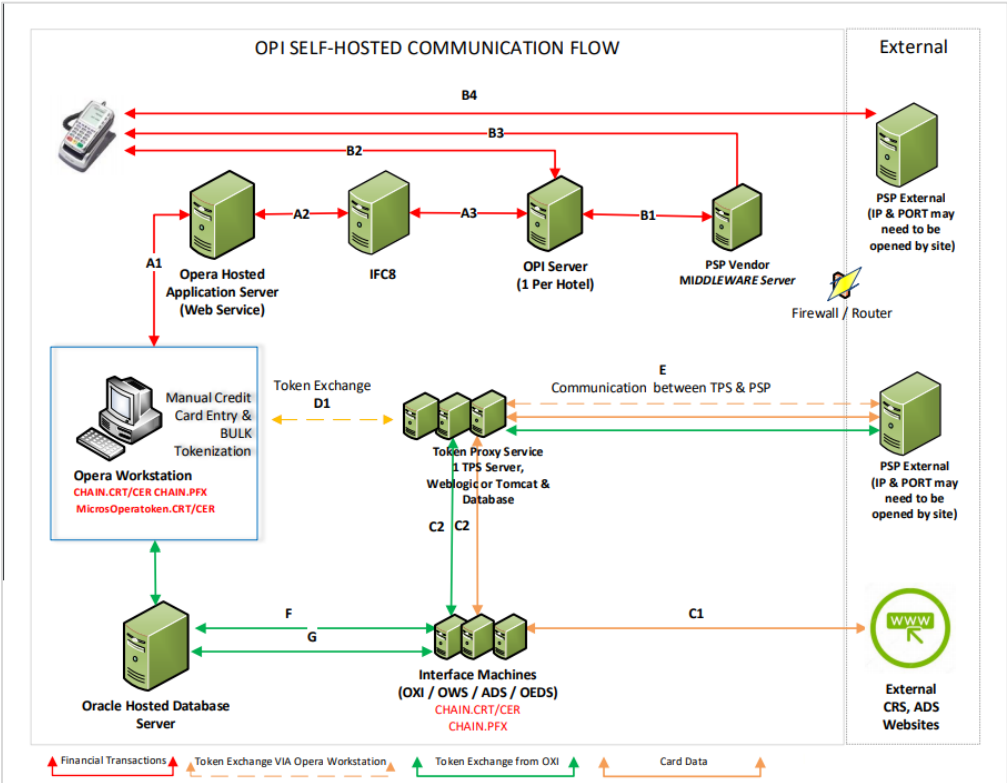 OPI SELF-HOSTED COMMUNICATION FLOW
External
B4
B3
B2
A2
A3
B1
A1
Opera Hosted
Application Server
(Web Service)
IFC8
OPI Server
(1 Per Hotel)
PSP Vendor
MIDDLEWARE Server
PSP External
(IP & PORT may
need to be
opened by site)
Firewall / Router
Manual Credit
Card Entry &
BULK
Tokenization
Opera Workstation
CHAIN.CRT/CER CHAIN.PFX
MicrosOperatoken.CRT/CER
Token Exchange
D1
Token Proxy Service
1 TPS Server,
Weblogic or Tomcat &
Database
E
Communication between TPS & PSP
PSP External
(IP & PORT may
need to be
opened by site)
C2
C2
F
G
C1
Oracle Hosted Database
Server
Interface Machines
(OXI / OWS / ADS / OEDS)
CHAIN.CRT/CER
CHAIN.PFX
WWW
External
CRS, ADS
Websites
Financial Transactions
Token Exchange VIA Opera Workstation
Token Exchange from OXI
Card Data